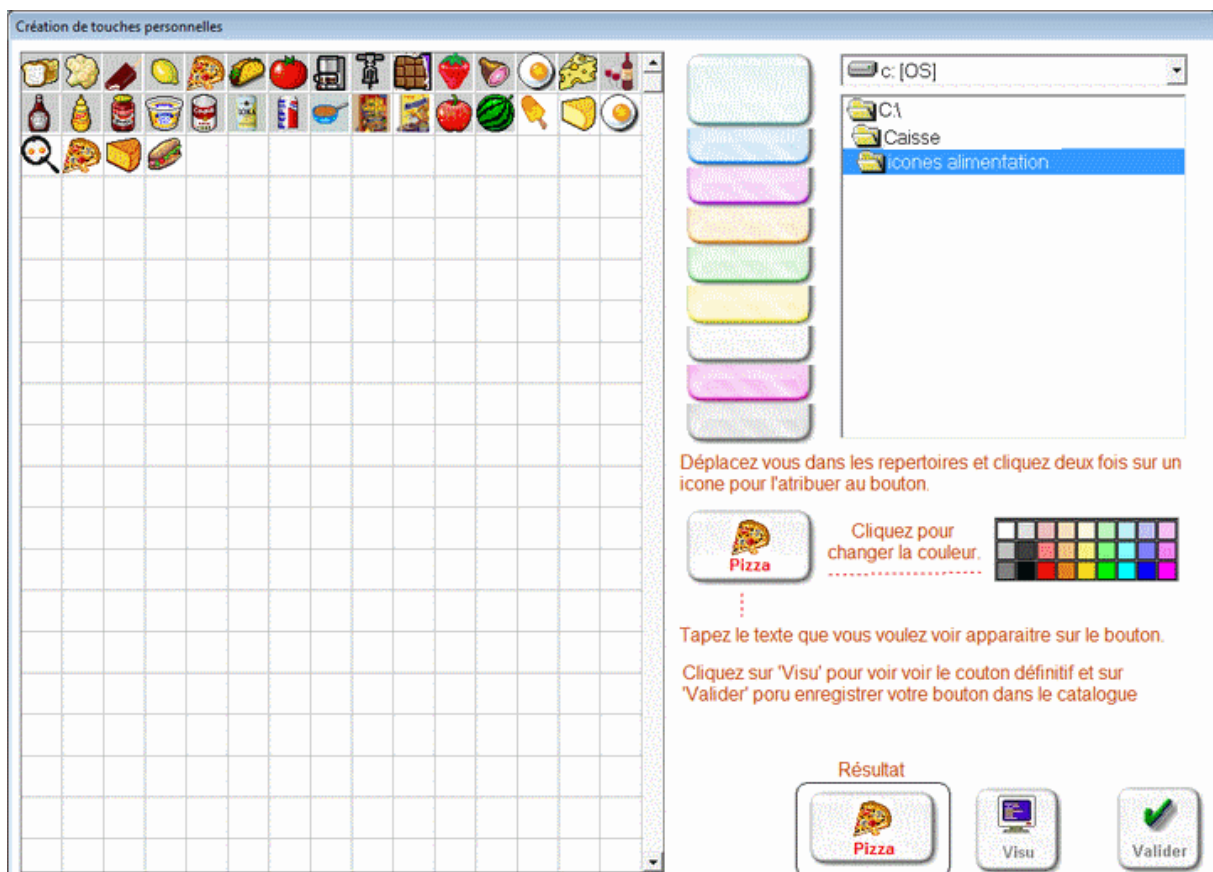 Création de touches personnelles
c: [OS]
C:\
Caisse
icones alimentation
Déplacez vous dans les repertoires et cliquez deux fois sur un
icone pour l'atribuer au bouton.
Pizza
Cliquez pour
changer la couleur.
Tapez le texte que vous voulez voir apparaitre sur le bouton.
Cliquez sur 'Visu' pour voir voir le couton définitif et sur
'Valider' poru enregistrer votre bouton dans le catalogue
Résultat
Pizza
Visu
Valider